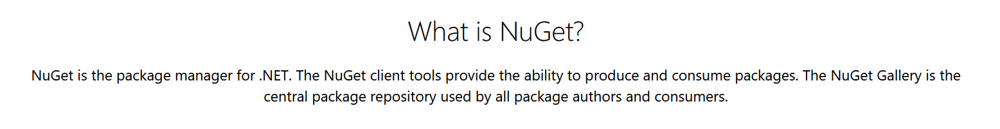 What is NuGet?
NuGet is the package manager for .NET. The NuGet client tools provide the ability to produce and consume packages. The NuGet Gallery is the
central package repository used by all package authors and consumers.